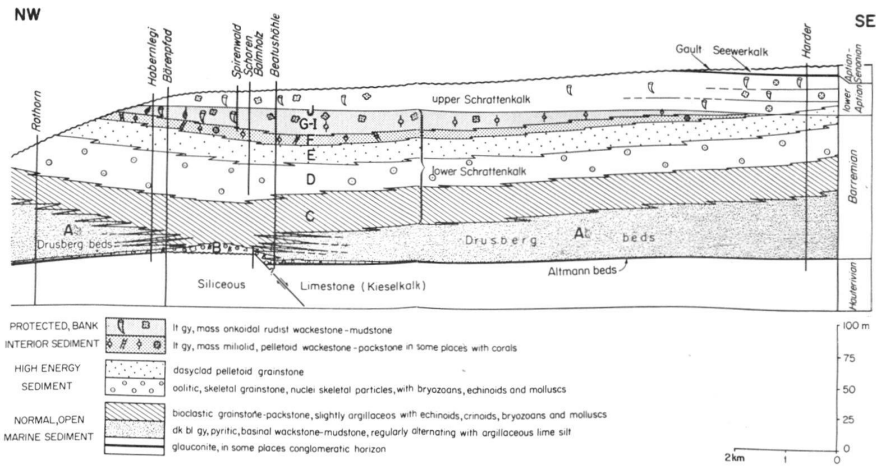 NW
SE
Rothorn
Habernlegi
Bärenpfad
Spirenwald
Schoren
Balmholz
Beatushöhle
Harder
Gault Seewerkalk
upper Schrattenkalk
J
G-I
F
E
D
lower Schrattenkalk
C
Ab
Drusberg beds
B
Drusberg Ab beds
Altmann beds
Siliceous Limestone (Kieselkalk)
Aptian-
Senonian
lower
Aptian
Barremian
Hauterivian
PROTECTED, BANK
INTERIOR SEDIMENT
lt gy, mass onkoidal rudist wackestone-mudstone
lt gy, mass miliolid, pelletoid wackestone-packstone in some places with corals
HIGH ENERGY
SEDIMENT
dasyclad pelletoid grainstone
oolitic, skeletal grainstone, nuclei skeletal particles, with bryozoans, echinoids and molluscs
NORMAL, OPEN
MARINE SEDIMENT
bioclastic grainstone-packstone, slightly argillaceos with echinoids, crinoids, bryozoans and molluscs
dk bl gy, pyritic, basinal wackestone-mudstone, regularly alternating with argillaceous lime silt
glauconite, in some places conglomeratic horizon
100 m
75
50
25
0
2km 1 0